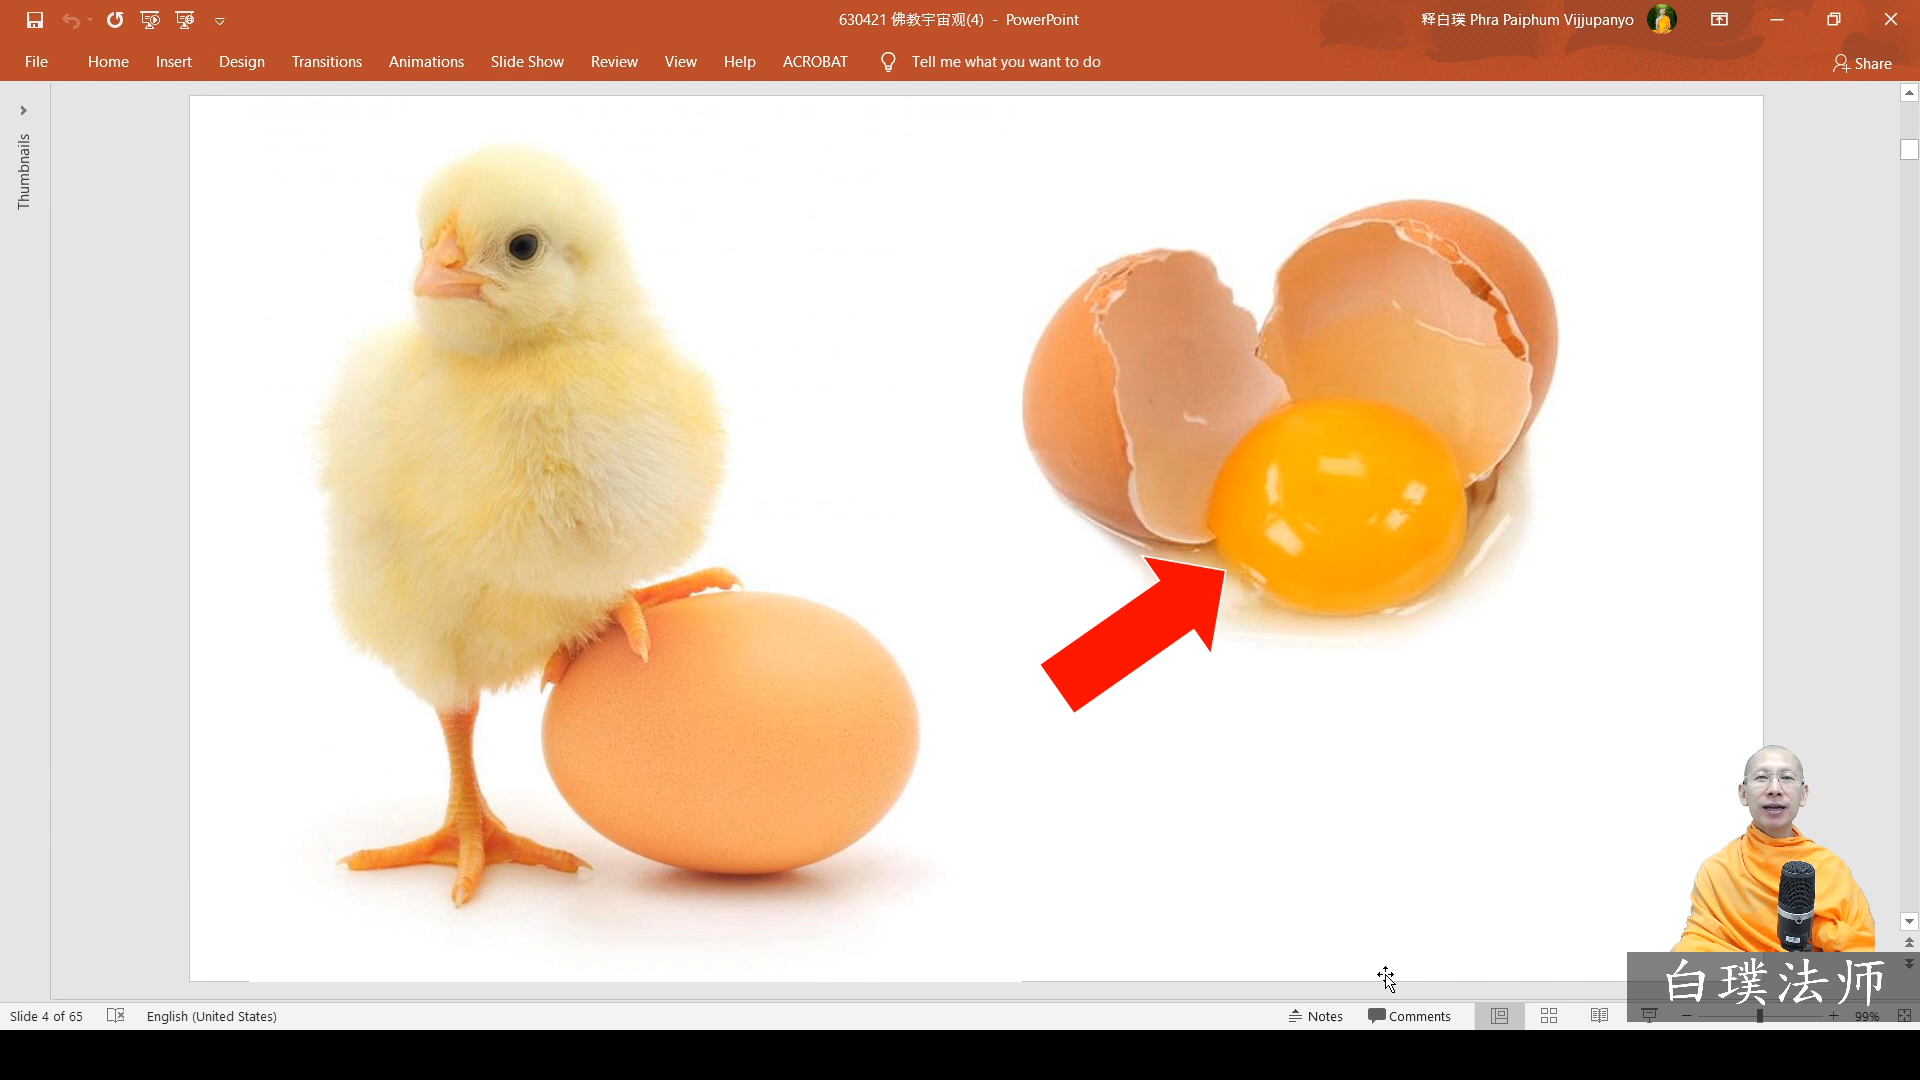 630421 佛教宇宙观(4) - PowerPoint
释白璞 Phra Paiphum Vijjupanyo
File Home Insert Design Transitions Animations Slide Show Review View Help ACROBAT Tell me what you want to do
Share
Thumbnails
白璞法师
Slide 4 of 65 English (United States) Notes Comments 99%